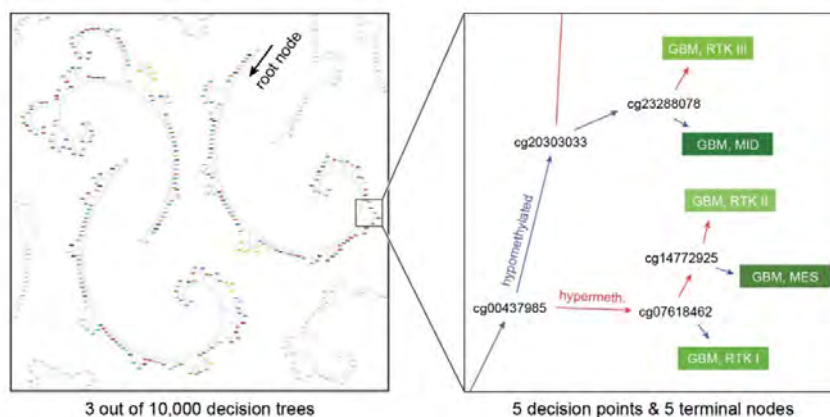 root node
GBM, RTK III
cg23288078
cg20303033
GBM, MID
GBM, RTK II
hypomethylated
cg14772925
GBM, MES
cg00437985
hypermeth.
cg07618462
GBM, RTK I
3 out of 10,000 decision trees
5 decision points & 5 terminal nodes